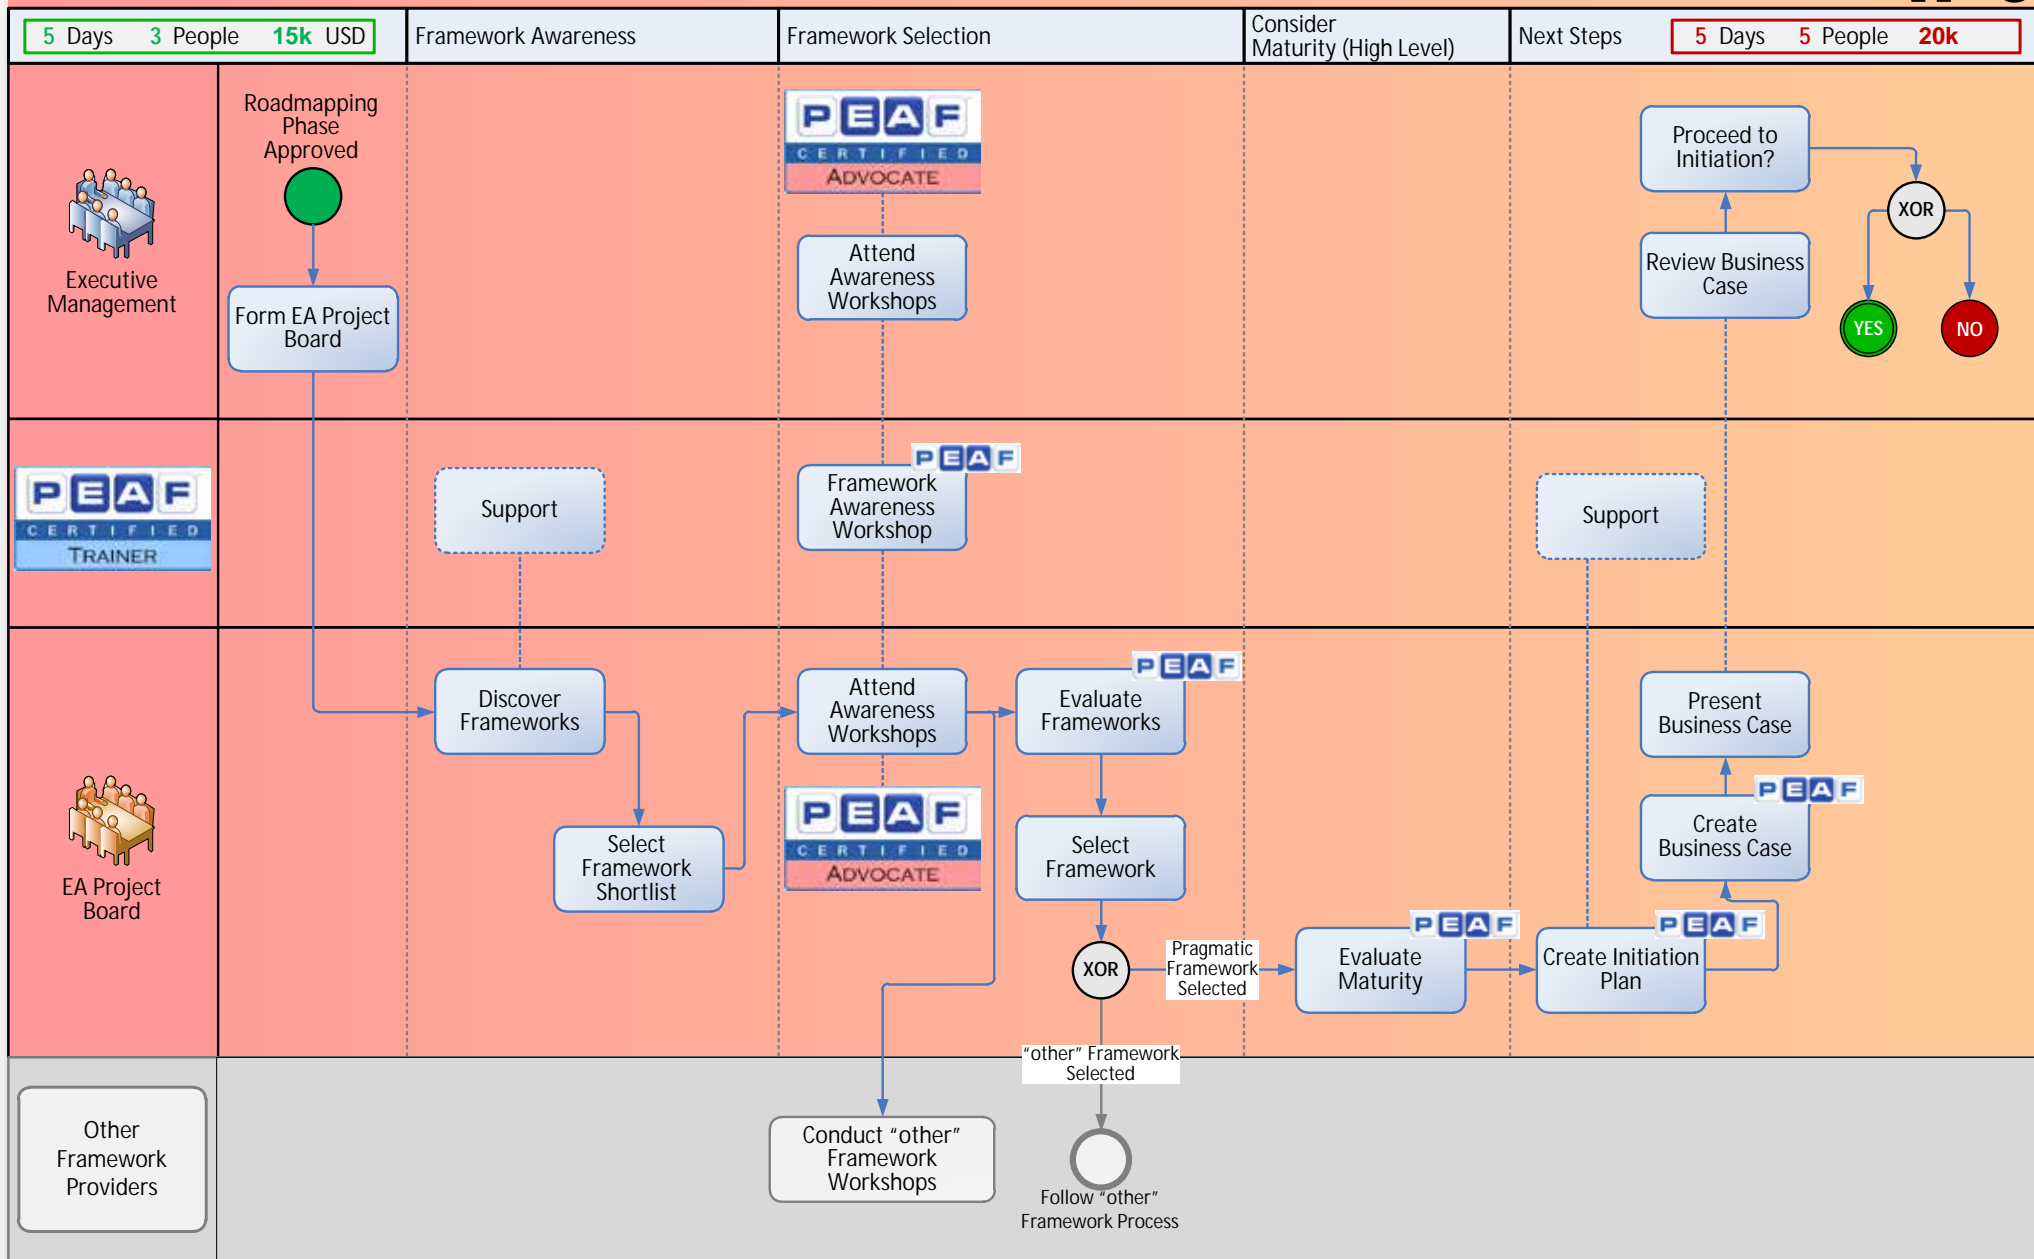 5 Days 3 People 15k USD
Framework Awareness
Framework Selection
Consider
Maturity (High Level)
Next Steps
5 Days 5 People 20k
Executive
Management
Roadmapping
Phase
Approved
Form EA Project
Board
PEAF
CERTIFIED
ADVOCATE
Attend
Awareness
Workshops
Proceed to
Initiation?
XOR
Review Business
Case
YES
NO
PEAF
CERTIFIED
TRAINER
Support
PEAF
Framework
Awareness
Workshop
Support
EA Project
Board
Discover
Frameworks
Select
Framework
Shortlist
Attend
Awareness
Workshops
PEAF
CERTIFIED
ADVOCATE
PEAF
Evaluate
Frameworks
Select
Framework
XOR
Pragmatic
Framework
Selected
PEAF
Evaluate
Maturity
PEAF
Create Initiation
Plan
PEAF
Create
Business Case
Present
Business Case
"other" Framework
Selected
Other
Framework
Providers
Conduct "other"
Framework
Workshops
Follow "other"
Framework Process